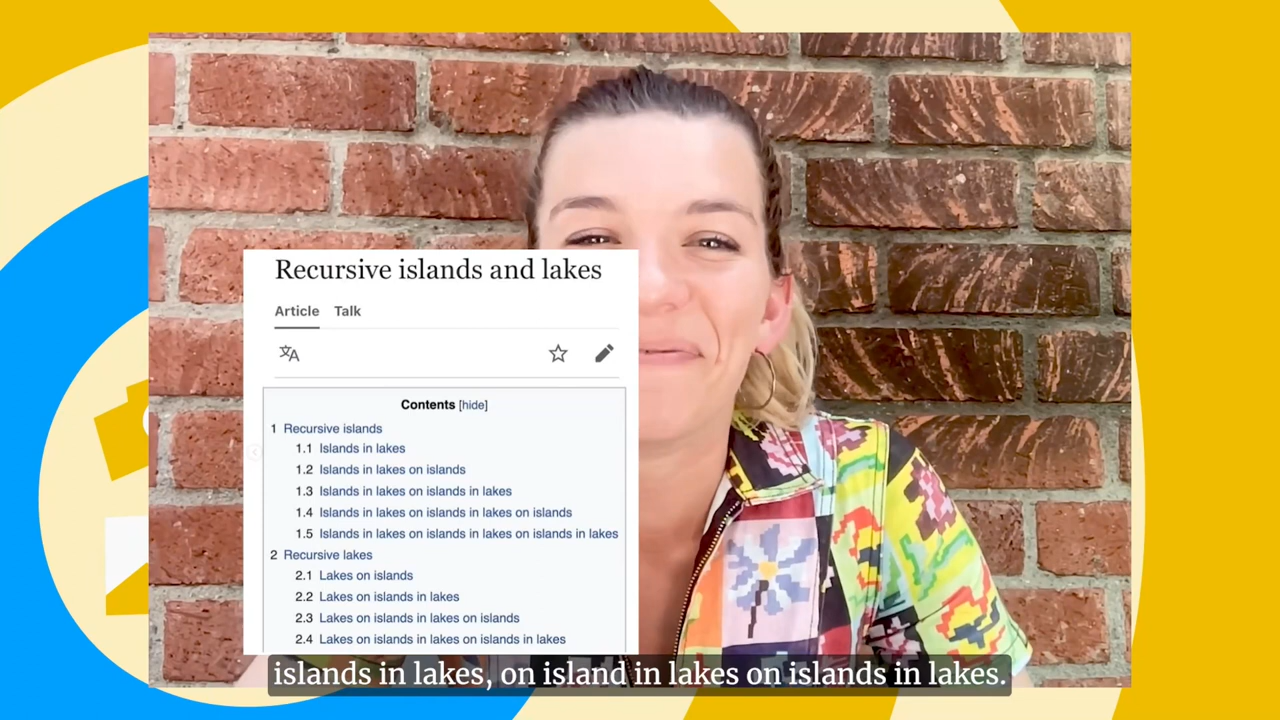 Recursive islands and lakes
Article Talk
Contents [hide]
1 Recursive islands
1.1 Islands in lakes
1.2 Islands in lakes on islands
1.3 Islands in lakes on islands in lakes
1.4 Islands in lakes on islands in lakes on islands
1.5 Islands in lakes on islands in lakes on islands in lakes
2 Recursive lakes
2.1 Lakes on islands
2.2 Lakes on islands in lakes
2.3 Lakes on islands in lakes on islands
2.4 Lakes on islands in lakes on islands in lakes
islands in lakes, on island in lakes on islands in lakes.